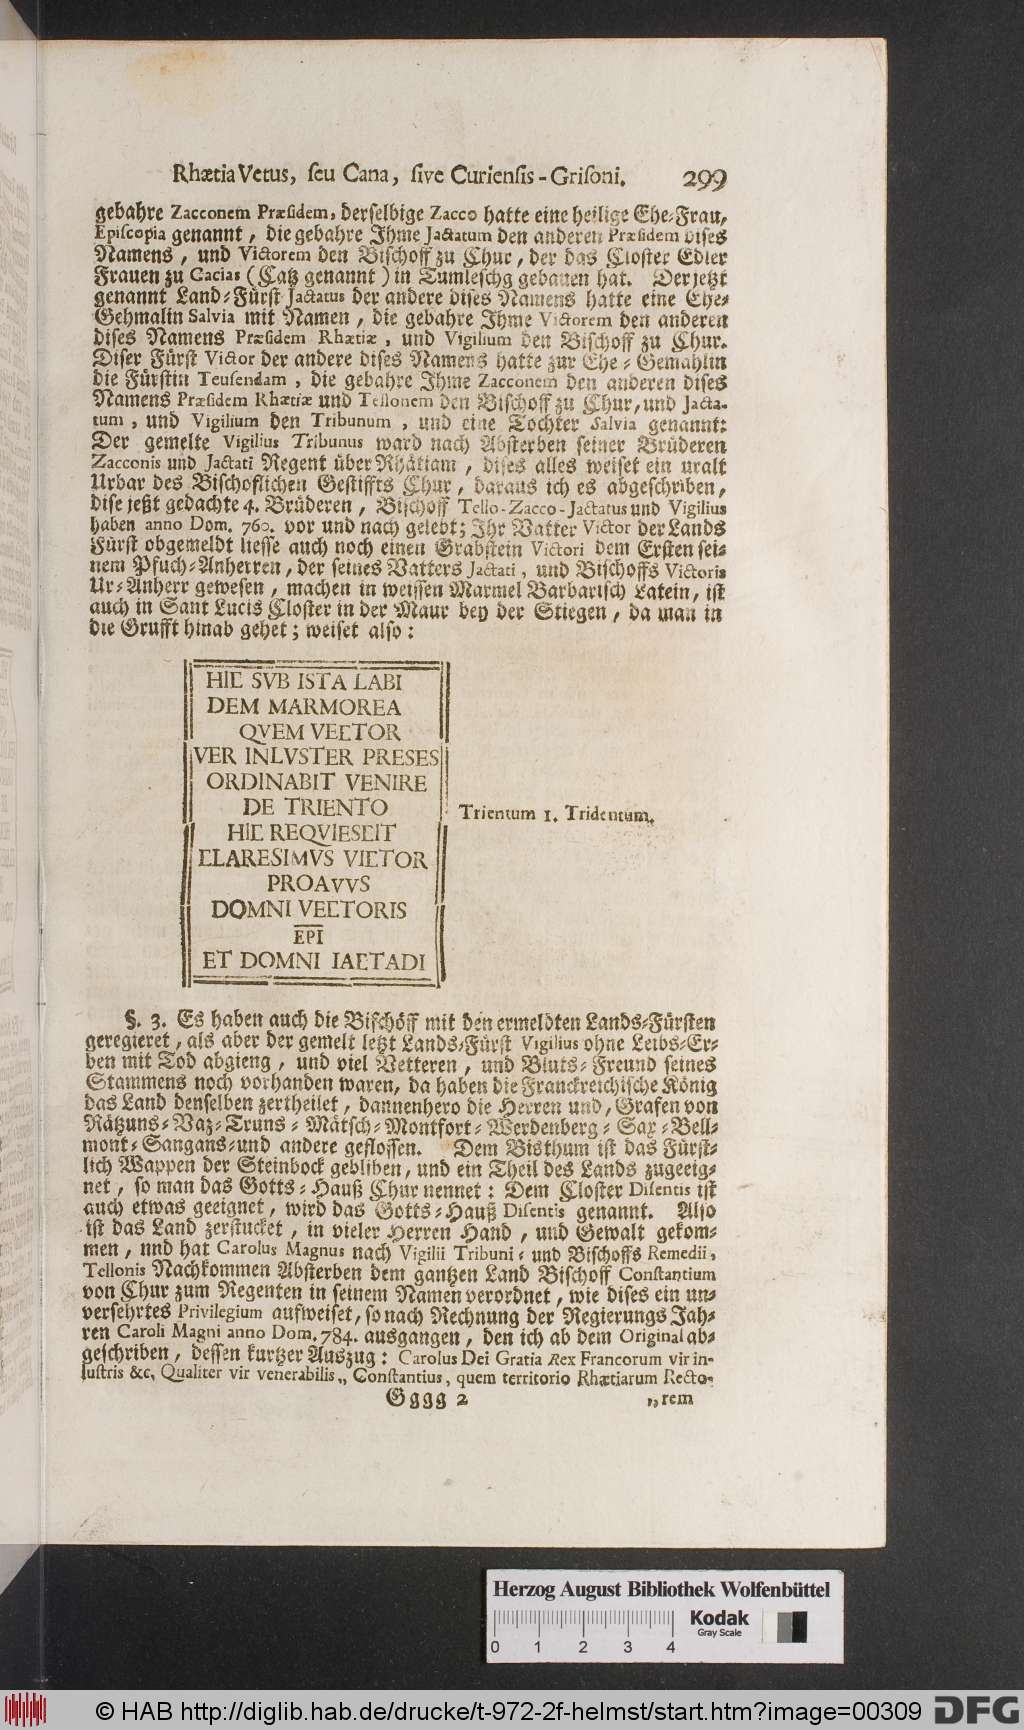 Rhætia Vetus, seu Cana, sive Curiensis-Grisoni. 299
gebahre Zacconem Præsidem, derselbige Zacco hatte eine heilige Ehe-Frau,
Episcopia genannt, die gebahre Ihme Jactatum den anderen Præsidem dises
Namens, und Victorem den Bischoff zu Chur, der das Closter Edler
Frauen zu Cacias (Catz genannt) in Tumleschg gebauen hat. Der jetzt
genannt Land-Fürst Jactatus der andere dises Namens hatte eine Ehe-
Gehmalin Salvia mit Namen, die gebahre Ihme Victorem den anderen
dises Namens Præsidem Rhætiæ, und Vigilium den Bischoff zu Chur.
Diser Fürst Victor der andere dises Namens hatte zur Ehe-Gemahlin
die Fürstin Teusendam, die gebahre Ihme Zacconem den anderen dises
Namens Præsidem Rhætiæ und Tellonem den Bischoff zu Chur, und Jacta-
tum, und Vigilium den Tribunum, und eine Tochter Salvia genannt:
Der gemelte Vigilius Tribunus ward nach Absterben seiner Brüderen
Zacconis und Jactati Regent über Rhätiam, dises alles weiset ein uralt
Urbar des Bischoflichen Gestiffts Chur, daraus ich es abgeschriben,
dise jetzt gedachte 4. Brüderen, Bischoff Tello-Zacco-Jactatus und Vigilius
haben anno Dom. 760. vor und nach gelebt; Ihr Vatter Victor der Lands
Fürst obgemeldt liesse auch noch einen Grabstein Victori dem Ersten sei-
nem Pfuch-Anherren, der seines Vatters Jactati, und Bischoffs Victoris
Ur-Anherr gewesen, machen in weissen Marmel Barbarisch Latein, ist
auch in Sant Lucis Closter in der Maur bey der Stiegen, da man in
die Grufft hinab gehet; weiset also:
HIC SVB ISTA LABI
DEM MARMOREA
QVEM VECTOR
VER INLVSTER PRESES
ORDINABIT VENIRE
DE TRIENTO
HIC REQVIESCIT
CLARESIMVS VICTOR
PROAVVS
DOMNI VECTORIS
EPI
ET DOMNI IACTADI
Trientum 1. Tridentum.
§. 3. Es haben auch die Bischöff mit den ermeldten Lands-Fürsten
geregieret, als aber der gemelt letzt Lands-Fürst Vigilius ohne Leibs-Er-
ben mit Tod abgieng, und viel Vetteren, und Bluts-Freund seines
Stammens noch vorhanden waren, da haben die Franckreichische König
das Land denselben zertheilet, dannenhero die Herren und, Grafen von
Rätzuns-Vaz-Truns-Mätsch-Montfort-Werdenberg-Sax-Bell-
mont-Sangans-und andere geflossen. Dem Bisthum ist das Fürst-
lich Wappen der Steinbock gebliben, und ein Theil des Lands zugeeig-
net, so man das Gotts-Hauß Chur nennet: Dem Closter Disentis ist
auch etwas geeignet, wird das Gotts-Hauß Disentis genannt. Also
ist das Land zerstucket, in vieler Herren Hand, und Gewalt gekom-
men, nnd hat Carolus Magnus nach Vigilii Tribuni- und Bischoffs Remedii,
Tellonis Nachkommen Absterben dem gantzen Land Bischoff Constantium
von Chur zum Regenten in seinem Namen verordnet, wie dises ein un-
versehrtes Privilegium aufweiset, so nach Rechnung der Regierungs Jah-
ren Caroli Magni anno Dom. 784. ausgangen, den ich ab dem Original ab-
geschriben, dessen kurtzer Auszug: Carolus Dei Gratia Rex Francorum vir in-
lustris &c. Qualiter vir venerabilis „ Constantius, quem territorio Rhætiarum Recto-
Gggg 2 „rem
Herzog August Bibliothek Wolfenbüttel
0 1 2 3 4
Kodak
Gray Scale
© HAB http://diglib.hab.de/drucke/t-972-2f-helmst/start.htm?image=00309 DFG